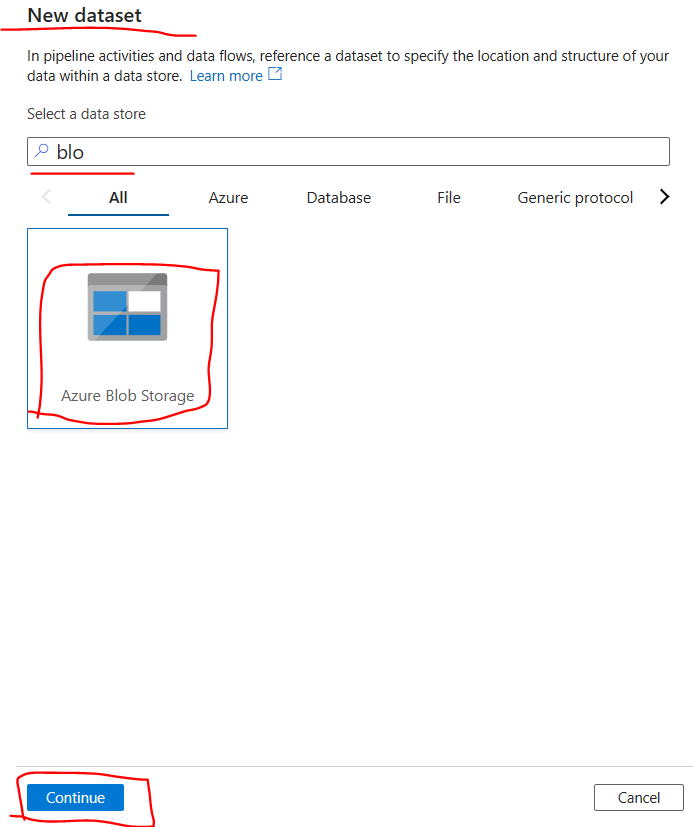 New dataset
In pipeline activities and data flows, reference a dataset to specify the location and structure of your
data within a data store. Learn more
Select a data store
blo
All Azure Database File Generic protocol
Azure Blob Storage
Continue Cancel